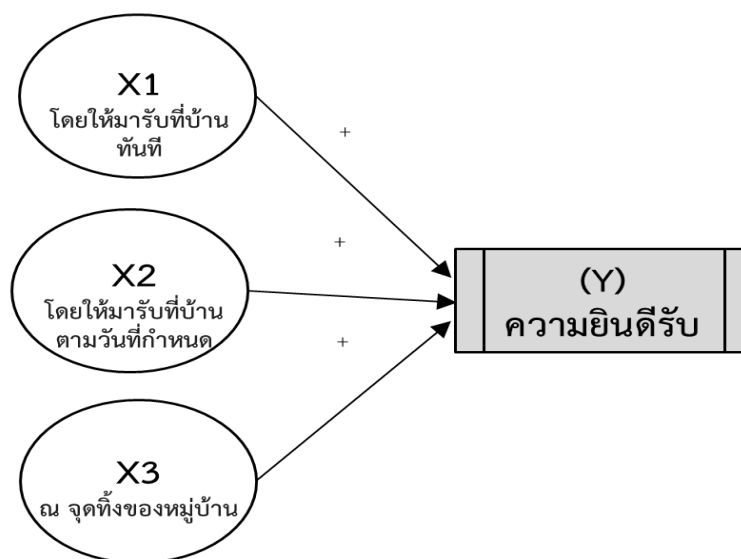 X1
โดยให้มารับที่บ้าน
ทันที
+
X2
โดยให้มารับที่บ้าน
ตามวันที่กำหนด
+
X3
ณ จุดทิ้งของหมู่บ้าน
+
(Y)
ความยินดีรับ